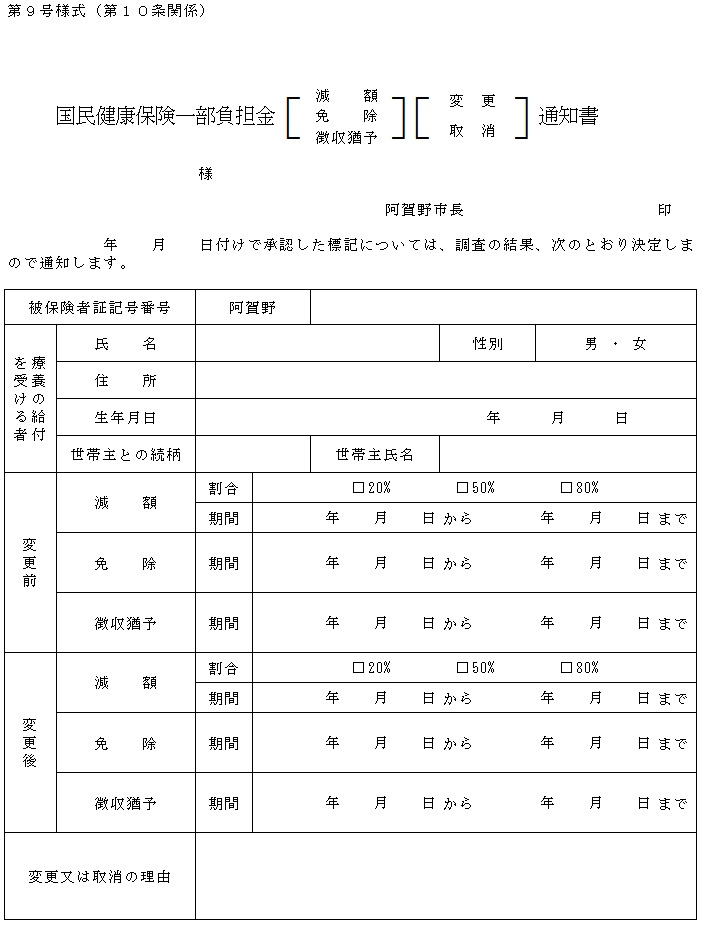 第９号様式（第１０条関係）
国民健康保険一部負担金 減額 免除 徴収猶予 変更 取消 通知書
様
阿賀野市長 印
年 月 日付けで承認した標記については、調査の結果、次のとおり決定しま
ので通知します。
被保険者証記号番号 阿賀野
療養の給付
を受ける者
氏名 性別 男・女
住所
生年月日 年 月 日
世帯主との続柄 世帯主氏名
変更前
減額 割合 □20% □50% □80%
期間 年 月 日から 年 月 日まで
免除 期間 年 月 日から 年 月 日まで
徴収猶予 期間 年 月 日から 年 月 日まで
変更後
減額 割合 □20% □50% □80%
期間 年 月 日から 年 月 日まで
免除 期間 年 月 日から 年 月 日まで
徴収猶予 期間 年 月 日から 年 月 日まで
変更又は取消の理由